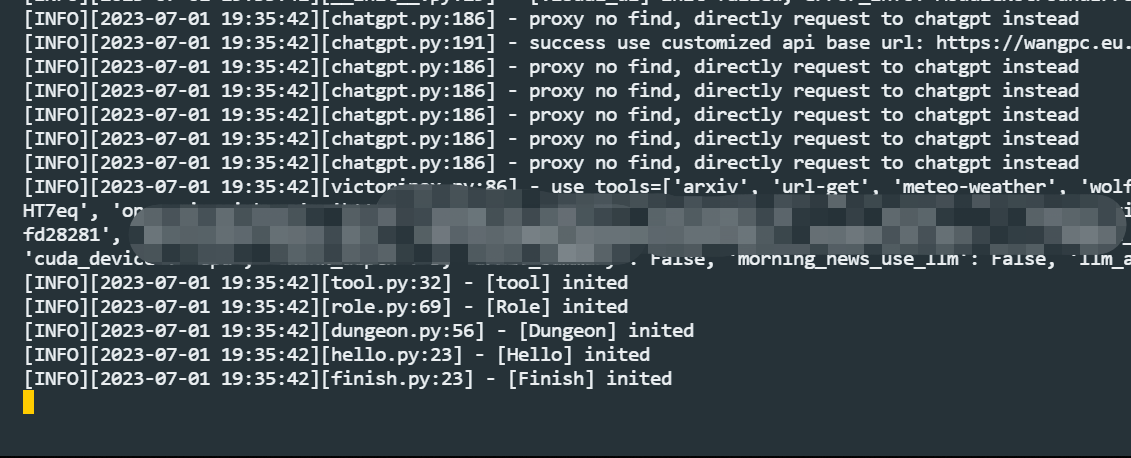 [INFO][2023-07-01 19:35:42][chatgpt.py:186] - proxy no find, directly request to chatgpt instead
[INFO][2023-07-01 19:35:42][chatgpt.py:191] - success use customized api base url: https://wangpc.eu.
[INFO][2023-07-01 19:35:42][chatgpt.py:186] - proxy no find, directly request to chatgpt instead
[INFO][2023-07-01 19:35:42][chatgpt.py:186] - proxy no find, directly request to chatgpt instead
[INFO][2023-07-01 19:35:42][chatgpt.py:186] - proxy no find, directly request to chatgpt instead
[INFO][2023-07-01 19:35:42][chatgpt.py:186] - proxy no find, directly request to chatgpt instead
[INFO][2023-07-01 19:35:42][chatgpt.py:186] - proxy no find, directly request to chatgpt instead
[INFO][2023-07-01 19:35:42] - use tools=['arxiv', 'url-get', 'meteo-weather', 'wolf
HT7eq',
fd28281',
'cuda_device False, 'morning_news_use_llm': False, 'llm_a
[INFO][2023-07-01 19:35:42][tool.py:32] - [tool] inited
[INFO][2023-07-01 19:35:42][role.py:69] - [Role] inited
[INFO][2023-07-01 19:35:42][dungeon.py:56] - [Dungeon] inited
[INFO][2023-07-01 19:35:42][hello.py:23] - [Hello] inited
[INFO][2023-07-01 19:35:42][finish.py:23] - [Finish] inited